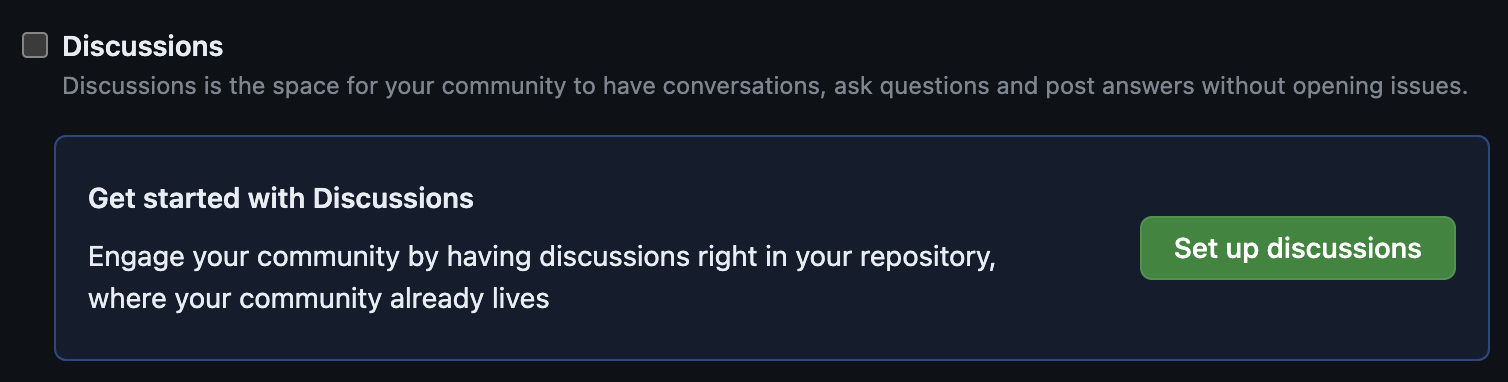 Discussions
Discussions is the space for your community to have conversations, ask questions and post answers without opening issues.
Get started with Discussions
Engage your community by having discussions right in your repository,
where your community already lives
Set up discussions